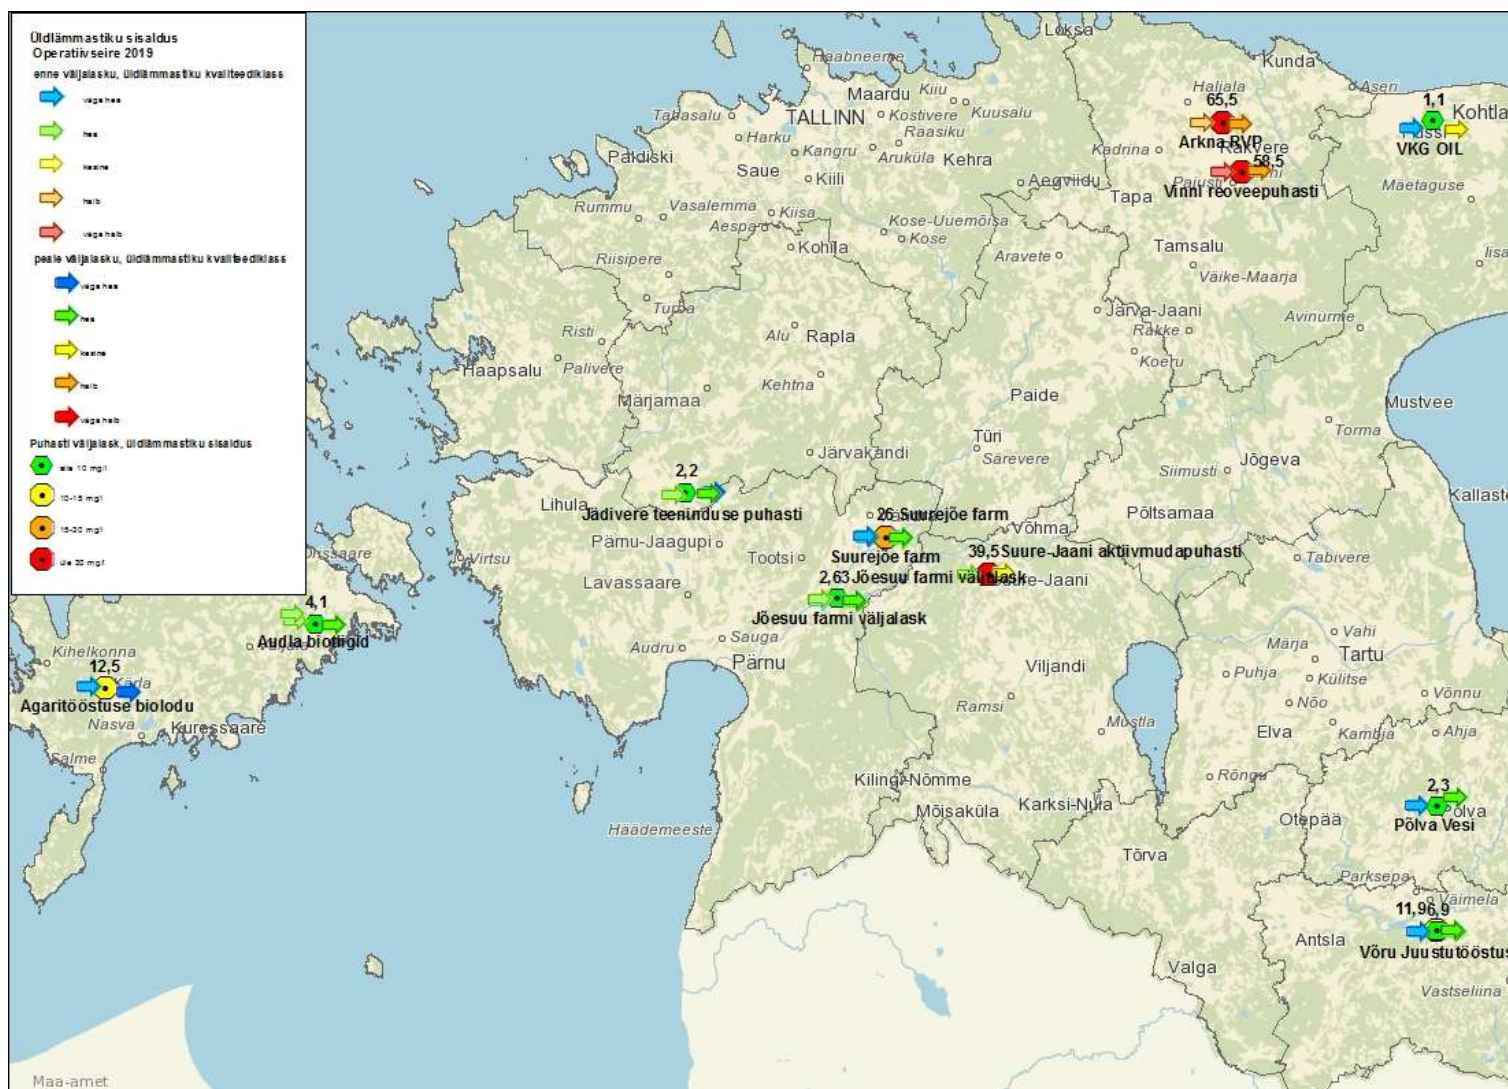 Üldlämmastiku sisaldus
Operatiivseire 2019
enne väljalasku, üldlämmastiku kvaliteediklass
väga hea
hea
kesine
halb
väga halb
peale väljalasku, üldlämmastiku kvaliteediklass
väga hea
hea
kesine
halb
väga halb
Puhasti väljalask, üldlämmastiku sisaldus
alla 10 mg/l
10-15 mg/l
15-30 mg/l
üle 30 mg/l
Loksa
Haabneeme
Kunda
Maardu
Kiiu
Haljala
Aseri
65,5
1,1
Tabasalu
TALLINN
Kostivere
Kuusalu
Kohtla
Harku
Raasiku
Arkna RVP
Rakvere
VKG OIL
Paldiski
Kangru
Aruküla
Kehra
Kadrina
Saue
Kiili
Aegviidu
58,5
Pajusti
Vinni reoveepuhasti
Mäetaguse
Tapa
Rummu
Vasalemma
Kiisa
Aespa
Kose-Uuemõisa
Kose
Kohila
Aravete
Tamsalu
Riisipere
Väike-Maarja
Iisa
Turba
Järva-Jaani
Avinurme
Risti
Alu
Rapla
Rakke
Koeru
Haapsalu
Palivere
Kehtna
Märjamaa
Paide
Mustvee
Torma
Türi
Särevere
Järvakandi
Siimusti
Jõgeva
2,2
Kallaste
Lihula
Jädivere teeninduse puhasti
26 Suurejõe farm
Põltsamaa
Võhma
Pärnu-Jaagupi
Tootsi
Suurejõe farm
39,5 Suure-Jaani aktiivmudapuhasti
Tabivere
Virtsu
Orissaare
Lavassaare
2,63 Jõesuu farmi väljalask
Suure-Jaani
4,1
Jõesuu farmi väljalask
Audla biotiigid
Sauga
Audru
Pärnu
Vahi
Märja
Tartu
Kihelkonna
12,5
Kärla
Viljandi
Puhja
Külitse
Agaritööstuse biolodu
Ramsi
Nõo
Võnnu
Nasva
Kuressaare
Mustla
Elva
Kambja
Ahja
Salme
Rõngu
Kilingi-Nõmme
2,3
Häädemeeste
Mõisaküla
Karksi-Nuia
Otepää
Põlva
Põlva Vesi
Tõrva
Parksepa
Väimela
11,96,9
Antsla
Võru Juustutööstus
Valga
Vastseliina
Maa-amet